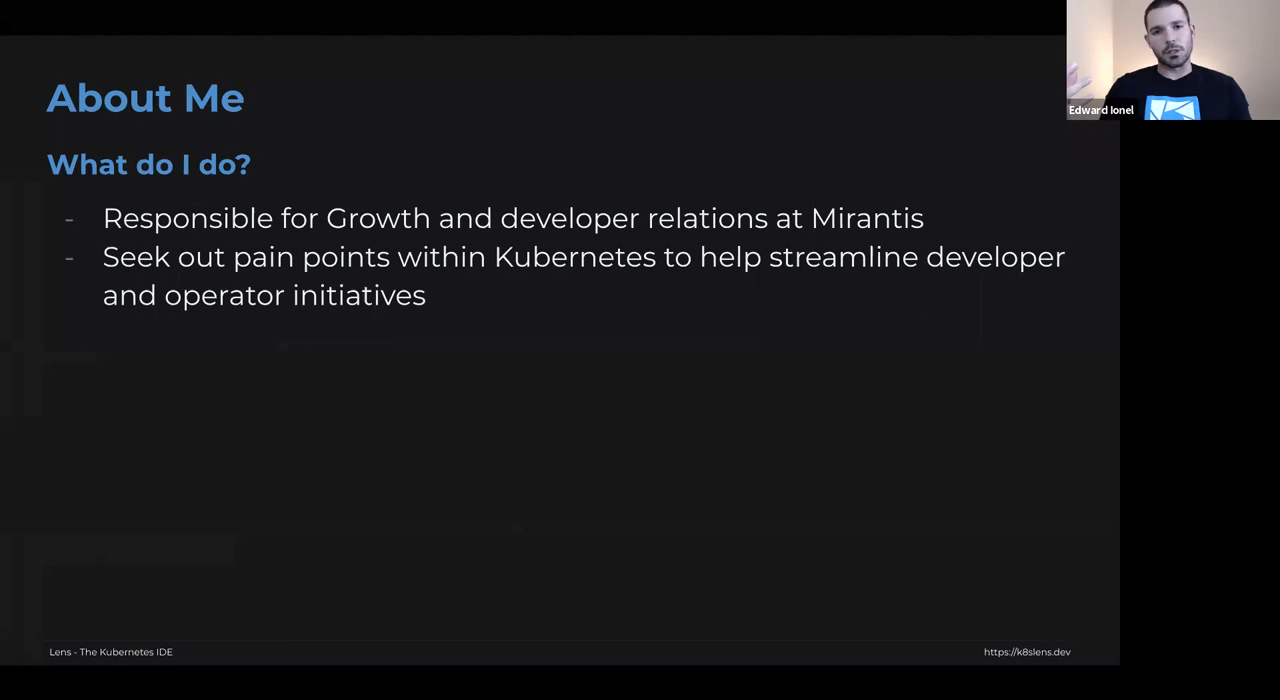 About Me
What do I do?
- Responsible for Growth and developer relations at Mirantis
- Seek out pain points within Kubernetes to help streamline developer
and operator initiatives
Edward Ionel
Lens - The Kubernetes IDE
https://k8slens.dev